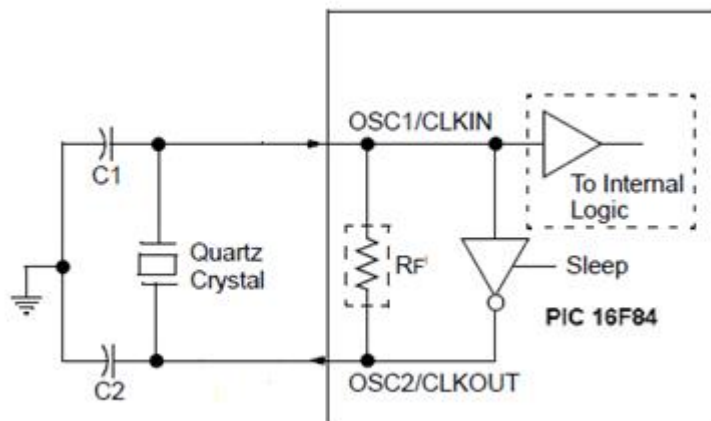 OSC1/CLKIN
C1
To Internal
Logic
Quartz
Crystal
RF
Sleep
PIC 16F84
C2
OSC2/CLKOUT